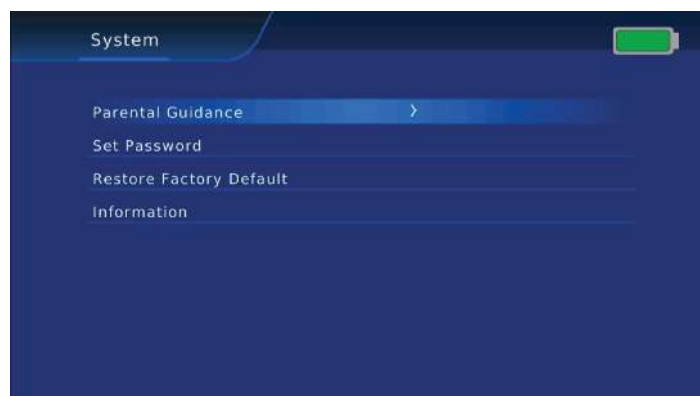 System
Parental Guidance >
Set Password
Restore Factory Default
Information